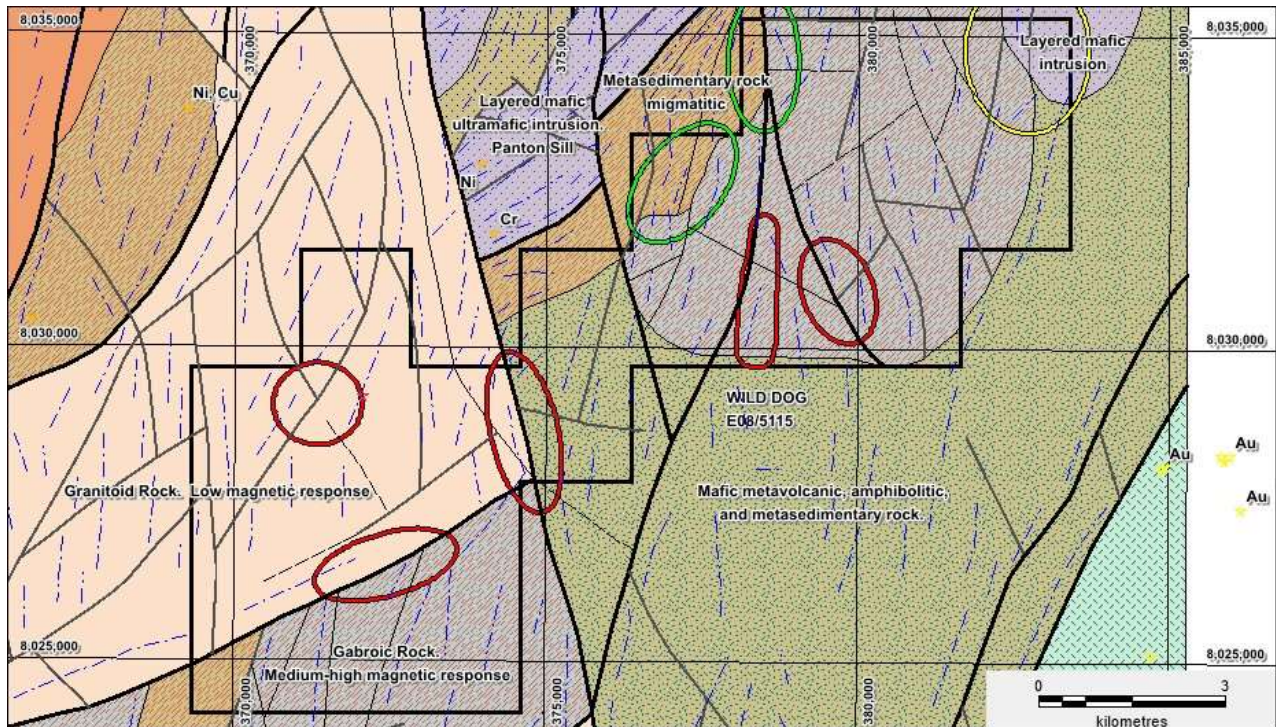 8,035,000
370,000
375,000
380,000
385,000
8,035,000
Layered mafic
intrusion
Ni, Cu
Metasedimentary rock
migmatitic
Layered mafic
ultramafic intrusion.
Panton Sill
Ni
Cr
8,030,000
8,030,000
WILD DOG
E08/5115
Au
Au
Au
Granitoid Rock. Low magnetic response
Mafic metavolcanic, amphibolitic,
and metasedimentary rock.
8,025,000
8,025,000
Gabroic Rock.
Medium-high magnetic response
370,000
375,000
380,000
0
3
kilometres